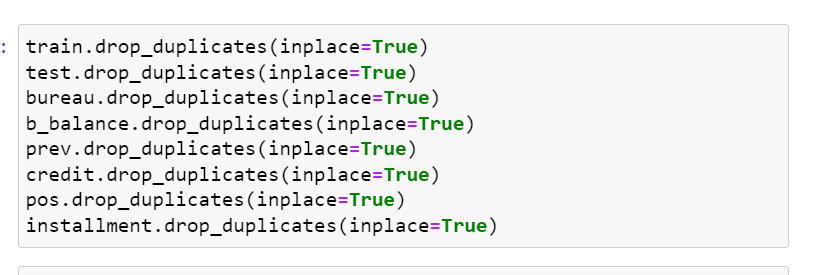 : train.drop_duplicates(inplace=True)
test.drop_duplicates(inplace=True)
bureau.drop_duplicates(inplace=True)
b_balance.drop_duplicates(inplace=True)
prev.drop_duplicates(inplace=True)
credit.drop_duplicates(inplace=True)
pos.drop_duplicates(inplace=True)
installment.drop_duplicates(inplace=True)